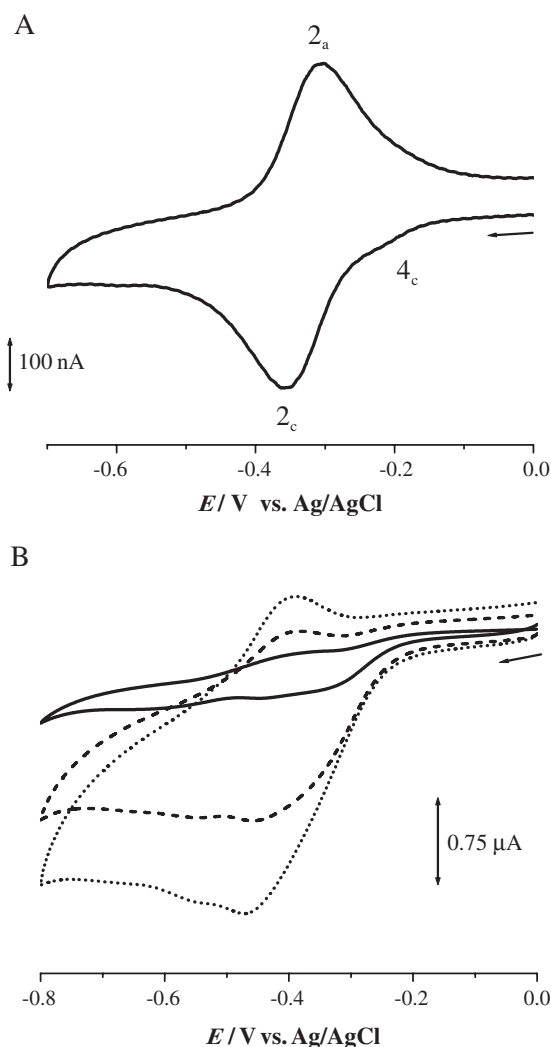 A
2a
4c
100 nA
2c
-0.6 -0.4 -0.2 0.0
E / V vs. Ag/AgCl
B
0.75 µA
-0.8 -0.6 -0.4 -0.2 0.0
E / V vs. Ag/AgCl